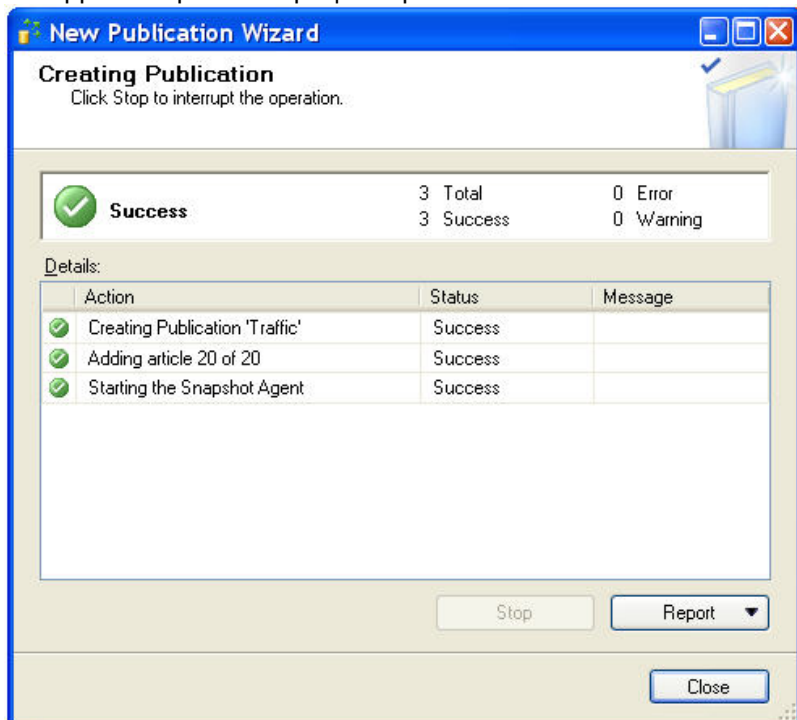 New Publication Wizard
Creating Publication
Click Stop to interrupt the operation.
Success 3 Total 0 Error
3 Success 0 Warning
Details:
Action Status Message
Creating Publication 'Traffic' Success
Adding article 20 of 20 Success
Starting the Snapshot Agent Success
Stop Report
Close